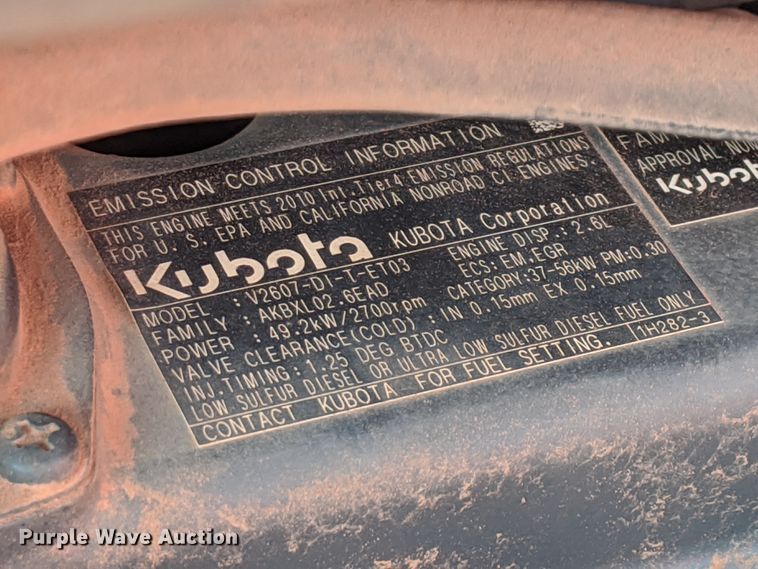 EMISSION CONTROL INFORMATION
THIS ENGINE MEETS 2010 Int. Tier4 EMISSION REGULATIONS
FOR U.S. EPA AND CALIFORNIA NONROAD CI ENGINES.
Kubota KUBOTA Corporation
MODEL : V2607-DI-T-ET03 ENGINE DISP.: 2.6L
FAMILY : AKBXL02.6EAD ECS: EM.EGR
POWER : 49.2kW/2700rpm CATEGORY: 37-56kW-PM:0.30
VALVE CLEARANCE(COLD) : IN 0.15mm EX 0.15mm
INJ.TIMING: 1.25 DEG BTDC
LOW SULFUR DIESEL OR ULTRA LOW SULFUR DIESEL FUEL ONLY
CONTACT KUBOTA FOR FUEL SETTING. 1H282-3
APPROVAL
Kubota
Purple Wave Auction